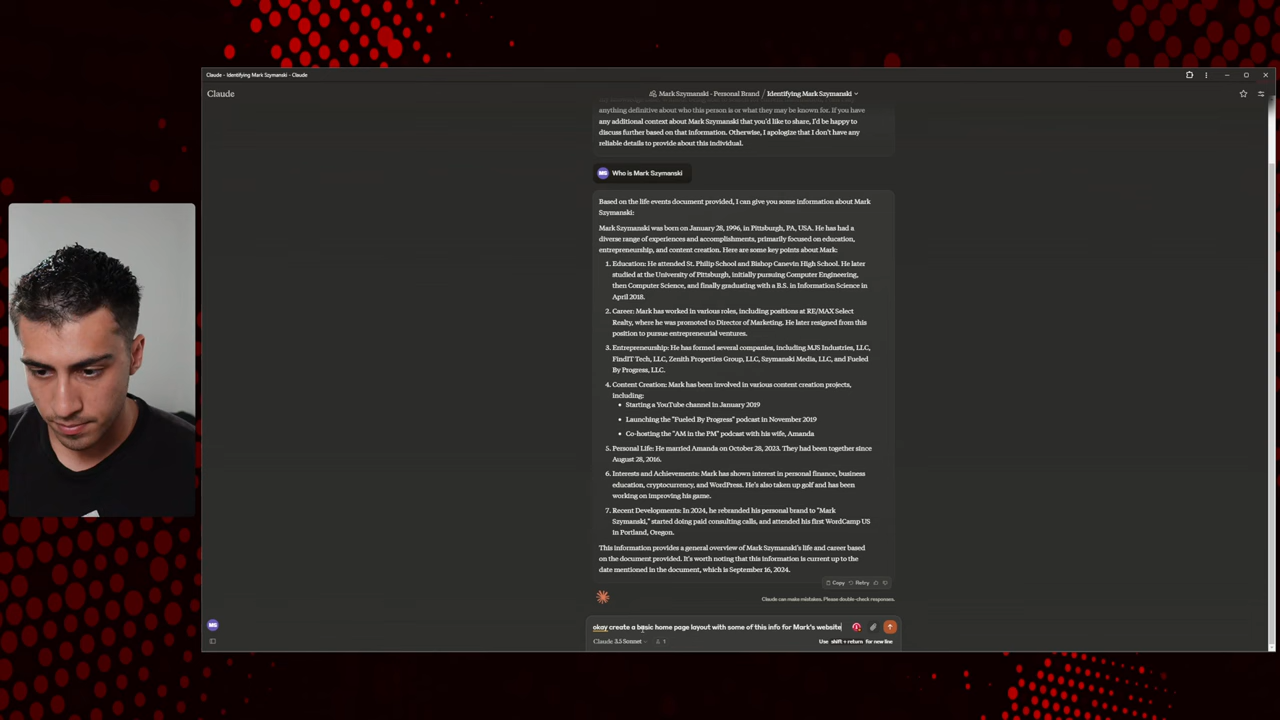 Claude - Identifying Mark Szymanski - Claude
Claude
Mark Szymanski - Personal Brand / Identifying Mark Szymanski
anything definitive about who this person is or what they may be known for. If you have
any additional context about Mark Szymanski that you'd like to share, I'd be happy to
discuss further based on that information. Otherwise, I apologize that I don't have any
reliable details to provide about this individual.
MS Who is Mark Szymanski
Based on the life events document provided, I can give you some information about Mark
Szymanski:
Mark Szymanski was born on January 28, 1996, in Pittsburgh, PA, USA. He has had a
diverse range of experiences and accomplishments, primarily focused on education,
entrepreneurship, and content creation. Here are some key points about Mark:
1. Education: He attended St. Philip School and Bishop Canevin High School. He later
studied at the University of Pittsburgh, initially pursuing Computer Engineering,
then Computer Science, and finally graduating with a B.S. in Information Science in
April 2018.
2. Career: Mark has worked in various roles, including positions at RE/MAX Select
Realty, where he was promoted to Director of Marketing. He later resigned from this
position to pursue entrepreneurial ventures.
3. Entrepreneurship: He has formed several companies, including MJS Industries, LLC,
FindIT Tech, LLC, Zenith Properties Group, LLC, Szymanski Media, LLC, and Fueled
By Progress, LLC.
4. Content Creation: Mark has been involved in various content creation projects,
including:
• Starting a YouTube channel in January 2019
• Launching the "Fueled By Progress" podcast in November 2019
• Co-hosting the "AM in the PM" podcast with his wife, Amanda
5. Personal Life: He married Amanda on October 28, 2023. They had been together since
August 28, 2016.
6. Interests and Achievements: Mark has shown interest in personal finance, business
education, cryptocurrency, and WordPress. He's also taken up golf and has been
working on improving his game.
7. Recent Developments: In 2024, he rebranded his personal brand to "Mark
Szymanski," started doing paid consulting calls, and attended his first WordCamp US
in Portland, Oregon.
This information provides a general overview of Mark Szymanski's life and career based
on the document provided. It's worth noting that this information is current up to the
date mentioned in the document, which is September 16, 2024.
Copy Retry
Claude can make mistakes. Please double-check responses.
MS
okay create a basic home page layout with some of this info for Mark's website
Claude 3.5 Sonnet 1 Use shift + return for new line